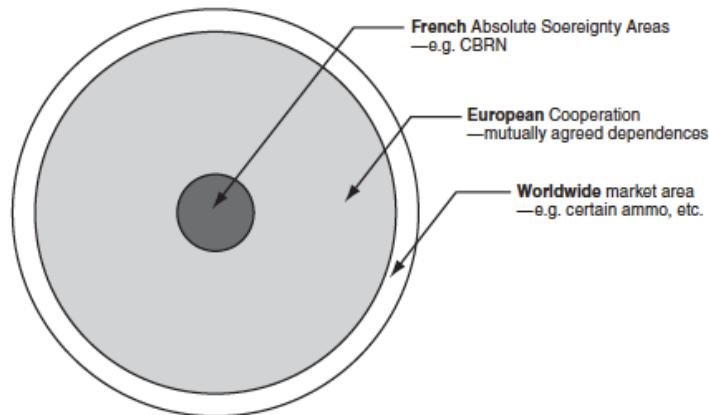 French Absolute Soereignty Areas
—e.g. CBRN
European Cooperation
—mutually agreed dependences
Worldwide market area
—e.g. certain ammo, etc.